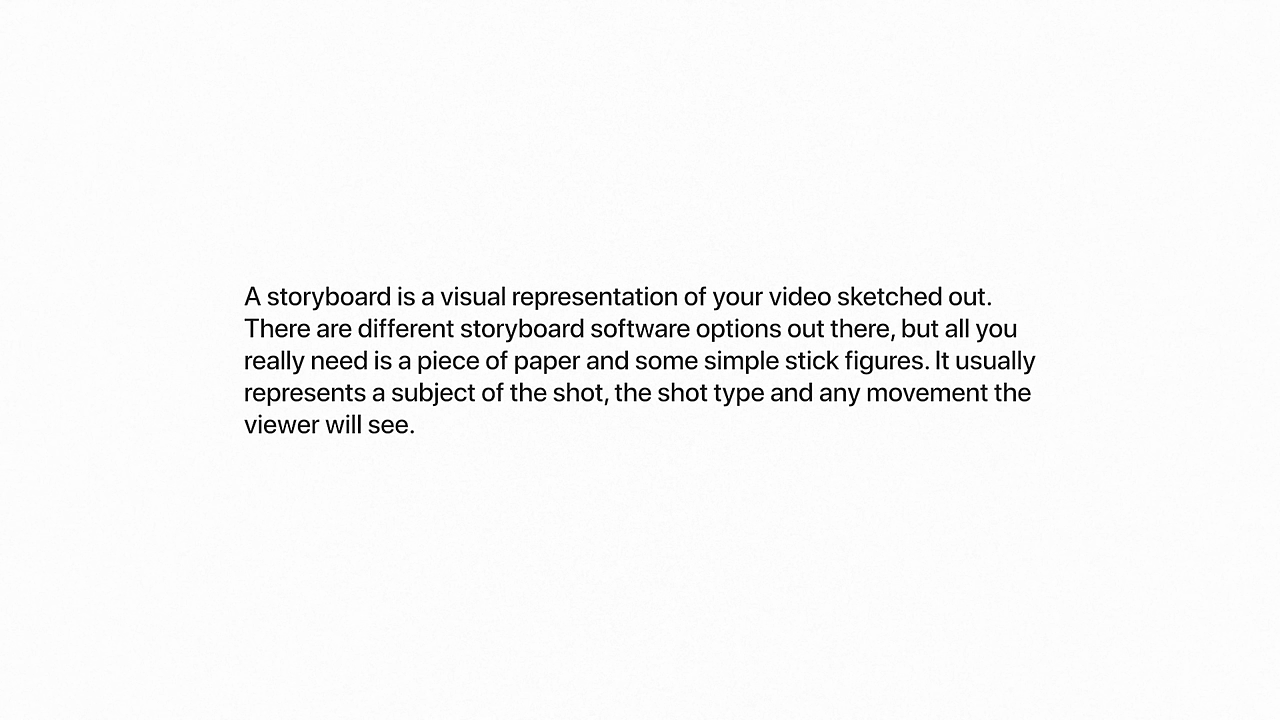 A storyboard is a visual representation of your video sketched out.
There are different storyboard software options out there, but all you
really need is a piece of paper and some simple stick figures. It usually
represents a subject of the shot, the shot type and any movement the
viewer will see.